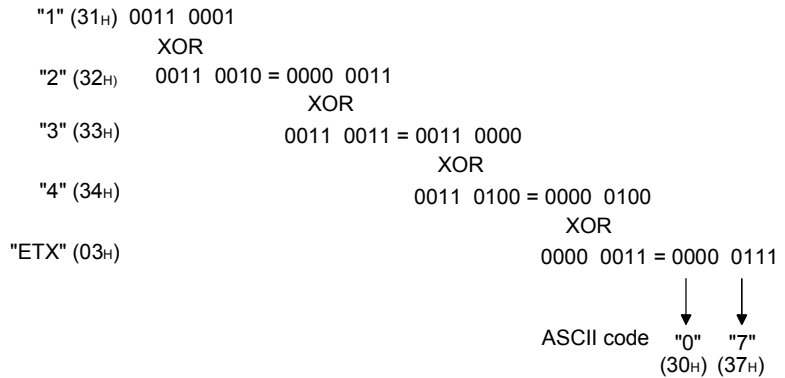 "1" (31H) 0011 0001
XOR
"2" (32H) 0011 0010 = 0000 0011
XOR
"3" (33H) 0011 0011 = 0011 0000
XOR
"4" (34H) 0011 0100 = 0000 0100
XOR
"ETX" (03H) 0000 0011 = 0000 0111
ASCII code "0" "7"
(30H) (37H)